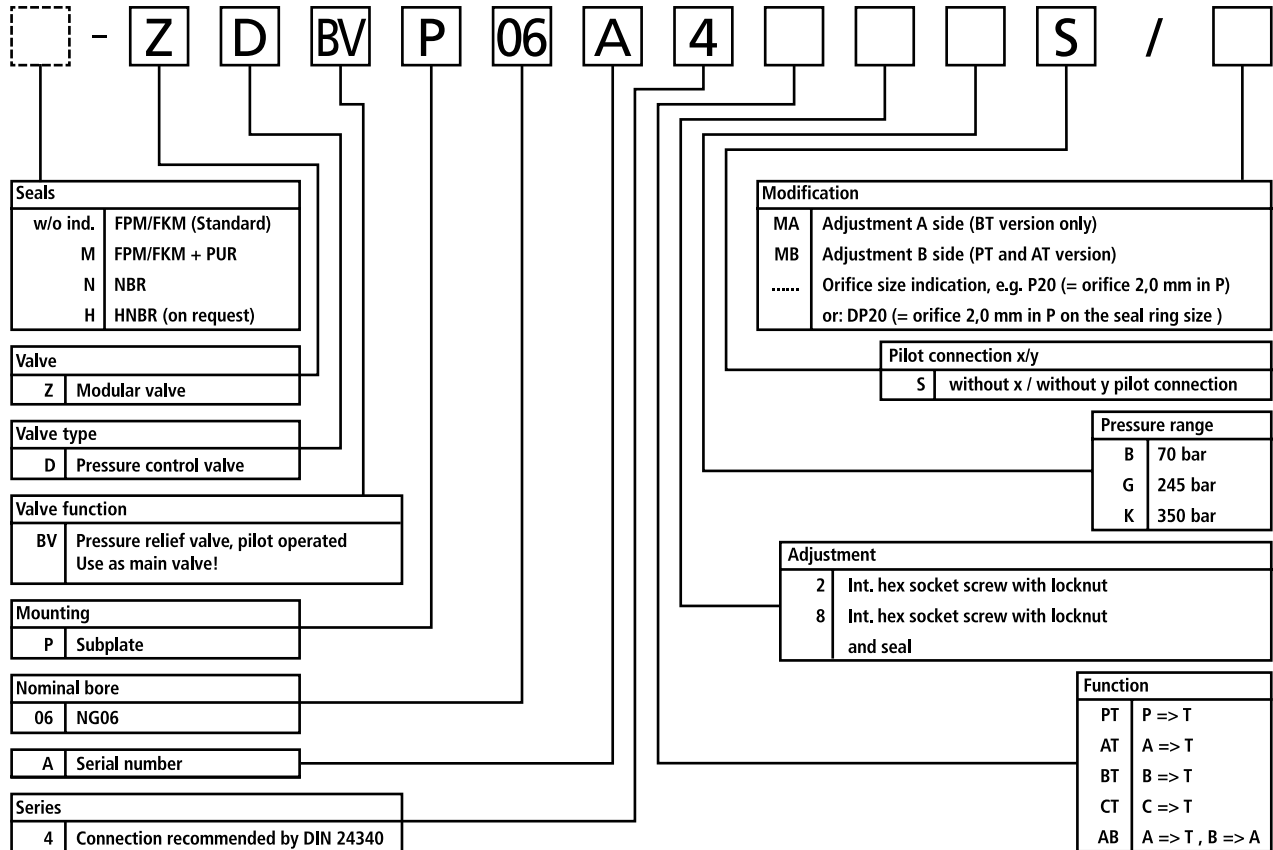 - Z D BV P 06 A 4 S /
Seals
w/o ind. FPM/FKM (Standard)
M FPM/FKM + PUR
N NBR
H HNBR (on request)
Valve
Z Modular valve
Valve type
D Pressure control valve
Valve function
BV Pressure relief valve, pilot operated
Use as main valve!
Mounting
P Subplate
Nominal bore
06 NG06
A Serial number
Series
4 Connection recommended by DIN 24340
Modification
MA Adjustment A side (BT version only)
MB Adjustment B side (PT and AT version)
...... Orifice size indication, e.g. P20 (= orifice 2,0 mm in P)
or: DP20 (= orifice 2,0 mm in P on the seal ring size )
Pilot connection x/y
S without x / without y pilot connection
Pressure range
B 70 bar
G 245 bar
K 350 bar
Adjustment
2 Int. hex socket screw with locknut
8 Int. hex socket screw with locknut
and seal
Function
PT P => T
AT A => T
BT B => T
CT C => T
AB A => T , B => A